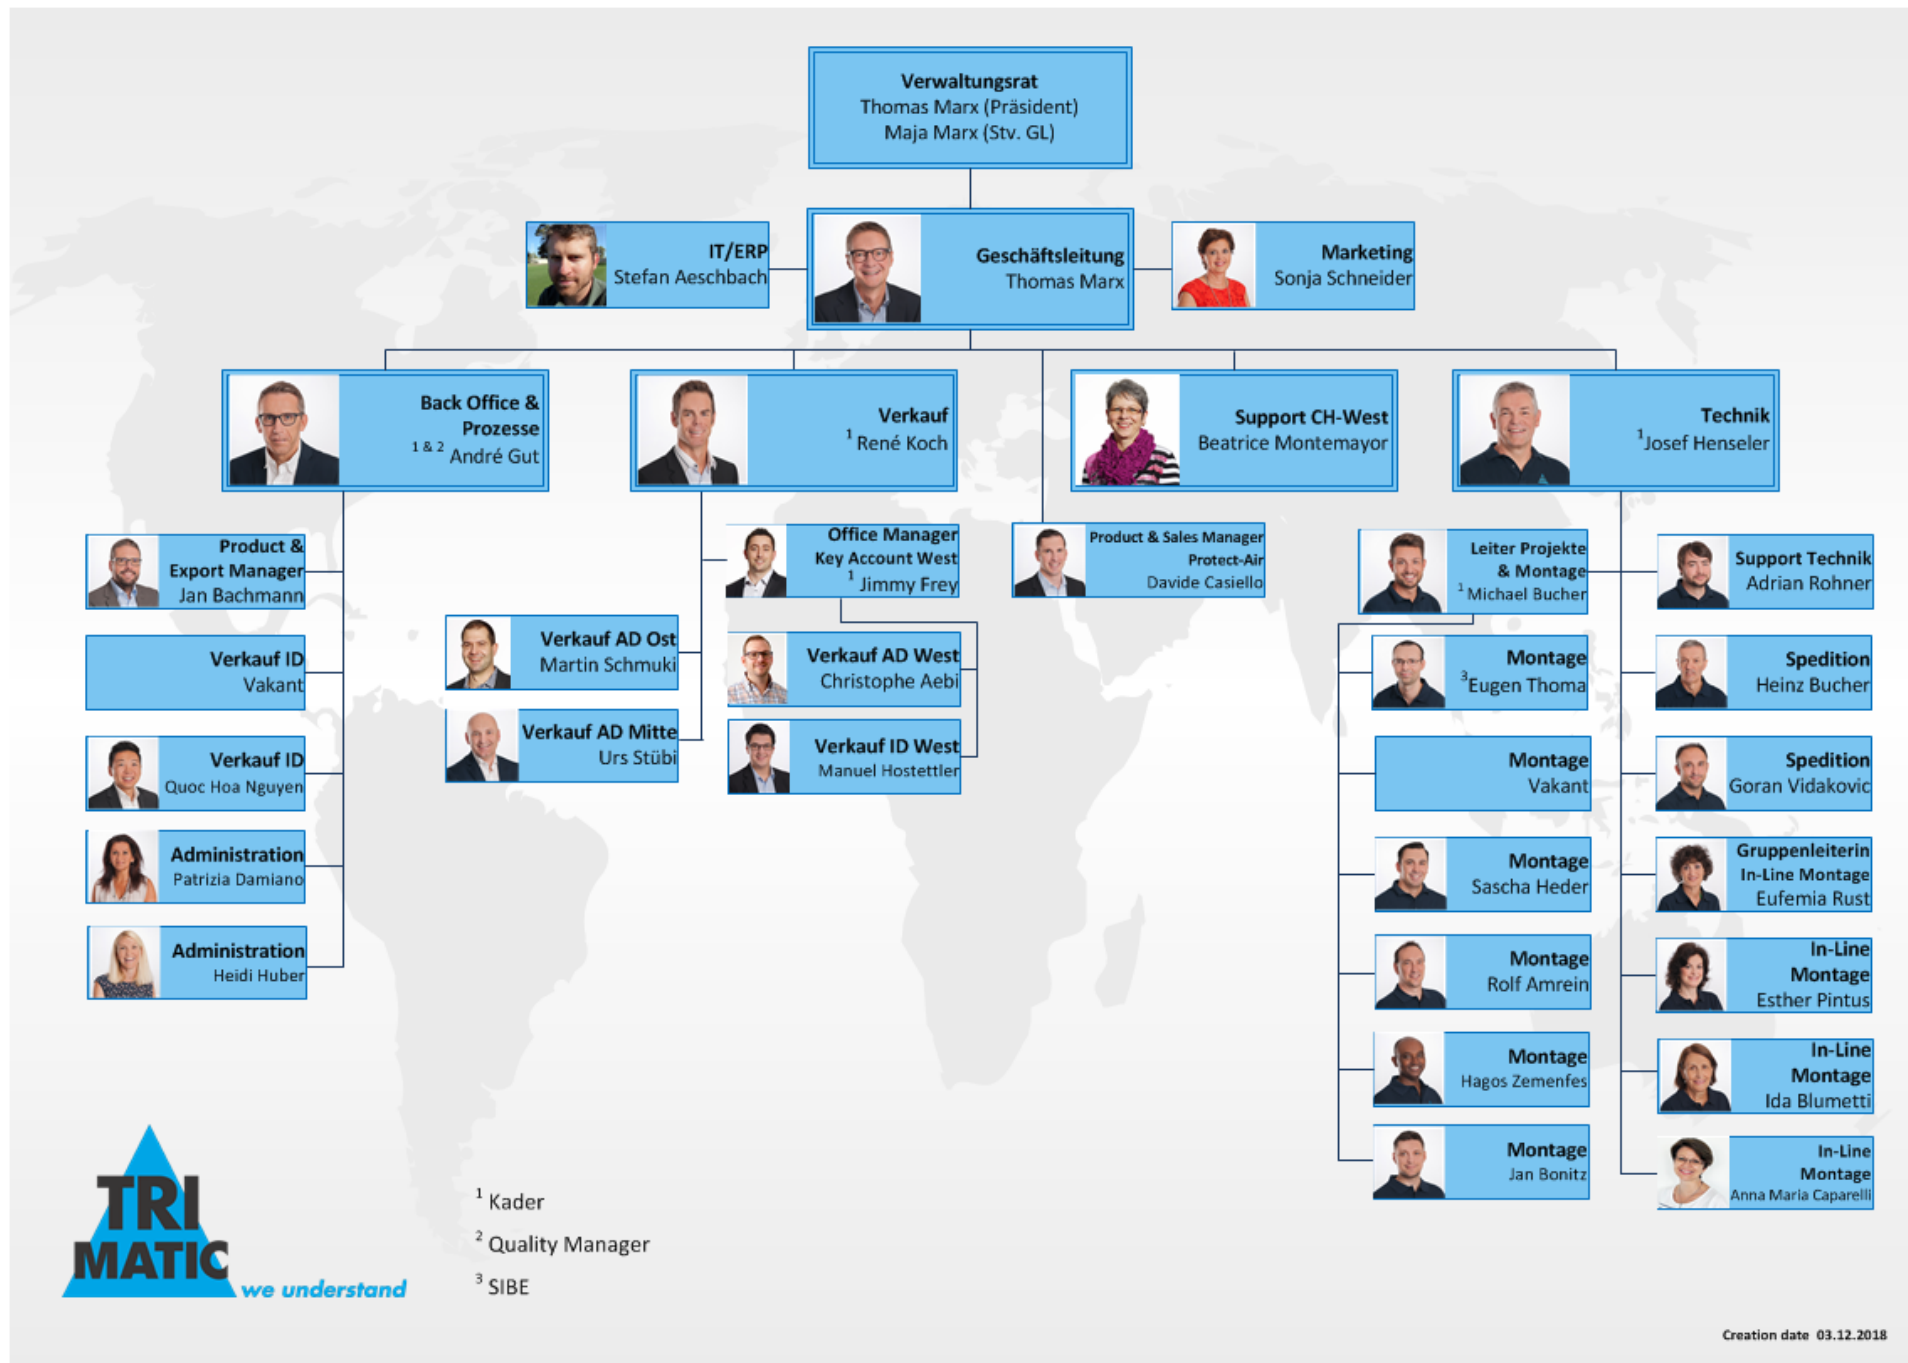 Verwaltungsrat
Thomas Marx (Präsident)
Maja Marx (Stv. GL)
IT/ERP
Stefan Aeschbach
Geschäftsleitung
Thomas Marx
Marketing
Sonja Schneider
Back Office &
Prozesse
1 & 2 André Gut
Verkauf
1 René Koch
Support CH-West
Beatrice Montemayor
Technik
1 Josef Henseler
Product &
Export Manager
Jan Bachmann
Verkauf ID
Vakant
Verkauf ID
Quoc Hoa Nguyen
Administration
Patrizia Damiano
Administration
Heidi Huber
Verkauf AD Ost
Martin Schmuki
Verkauf AD Mitte
Urs Stübi
Office Manager
Key Account West
1 Jimmy Frey
Verkauf AD West
Christophe Aebi
Verkauf ID West
Manuel Hostettler
Product & Sales Manager
Protect-Air
Davide Casiello
Leiter Projekte
& Montage
1 Michael Bucher
Montage
3 Eugen Thoma
Montage
Vakant
Montage
Sascha Heder
Montage
Rolf Amrein
Montage
Hagos Zemenfes
Montage
Jan Bonitz
Support Technik
Adrian Rohner
Spedition
Heinz Bucher
Spedition
Goran Vidakovic
Gruppenleiterin
In-Line Montage
Eufemia Rust
In-Line
Montage
Esther Pintus
In-Line
Montage
Ida Blumetti
In-Line
Montage
Anna Maria Caparelli
TRI
MATIC
we understand
1 Kader
2 Quality Manager
3 SIBE
Creation date 03.12.2018